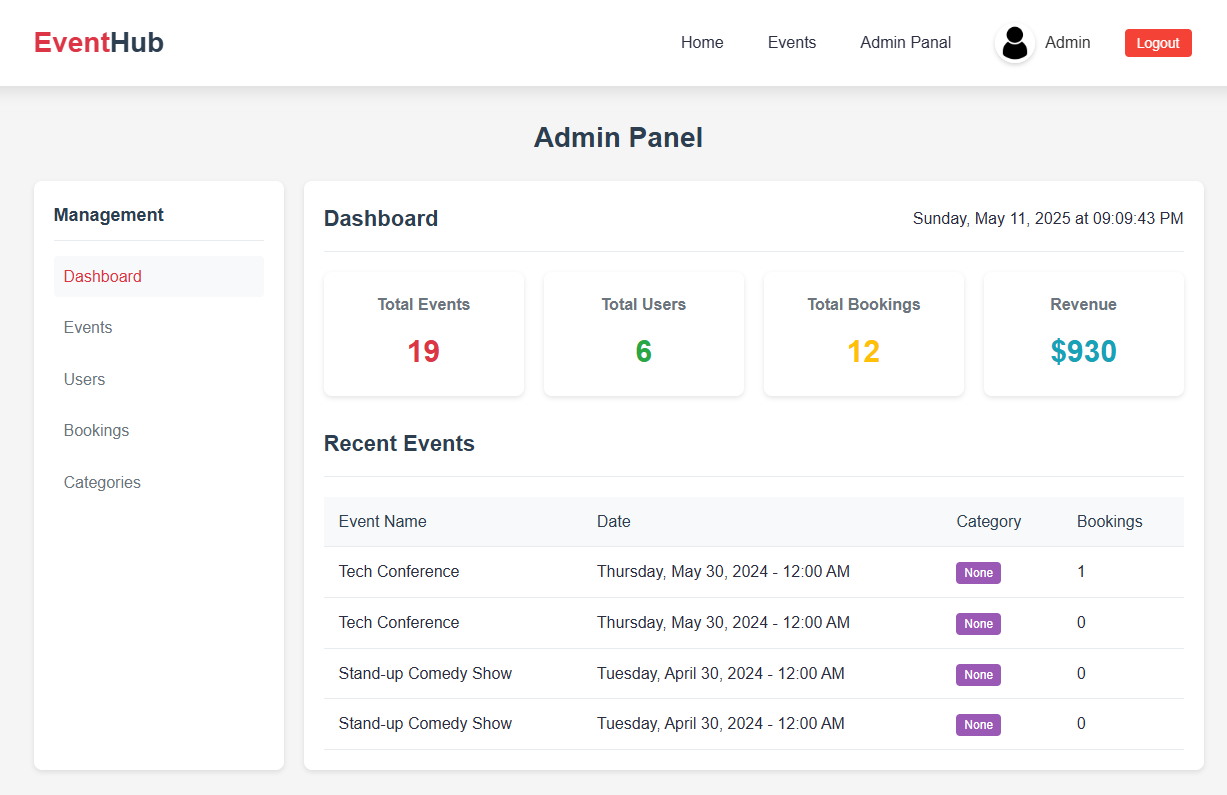 EventHub
Home Events Admin Panal Admin Logout
Admin Panel
Management
Dashboard
Events
Users
Bookings
Categories
Dashboard Sunday, May 11, 2025 at 09:09:43 PM
Total Events Total Users Total Bookings Revenue
19 6 12 $930
Recent Events
Event Name Date Category Bookings
Tech Conference Thursday, May 30, 2024 - 12:00 AM None 1
Tech Conference Thursday, May 30, 2024 - 12:00 AM None 0
Stand-up Comedy Show Tuesday, April 30, 2024 - 12:00 AM None 0
Stand-up Comedy Show Tuesday, April 30, 2024 - 12:00 AM None 0